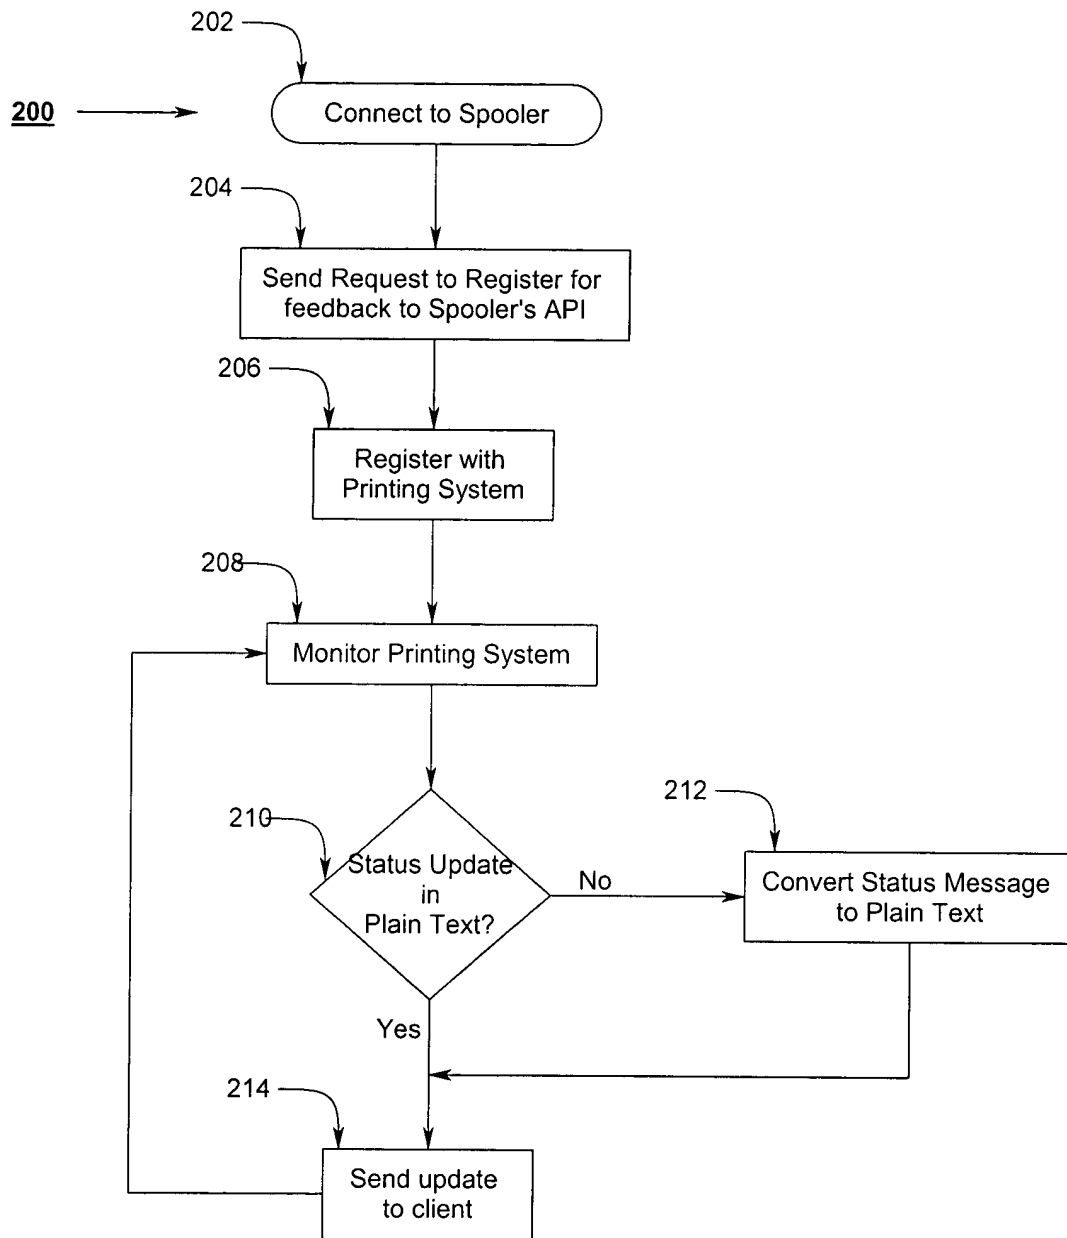 202
200
Connect to Spooler
204
Send Request to Register for
feedback to Spooler's API
206
Register with
Printing System
208
Monitor Printing System
210
Status Update
in
Plain Text?
No
212
Convert Status Message
to Plain Text
Yes
214
Send update
to client